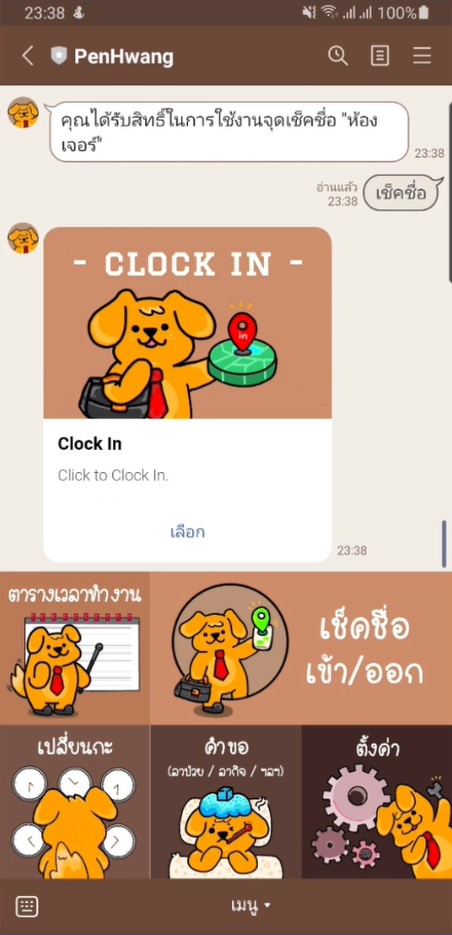 23:38
100%
PenHwang
คุณได้รับสิทธิ์ในการใช้งานจุดเช็คชื่อ "ห้อง
เจอร์"
23:38
อ่านแล้ว
23:38
เช็คชื่อ
- CLOCK IN -
in
Clock In
Click to Clock In.
เลือก
23:38
ตารางเวลาทำงาน
เช็คชื่อ
เข้า/ออก
เปลี่ยนกะ
คำขอ
(ลาป่วย / ลากิจ / ฯลฯ)
ตั้งค่า
เมนู